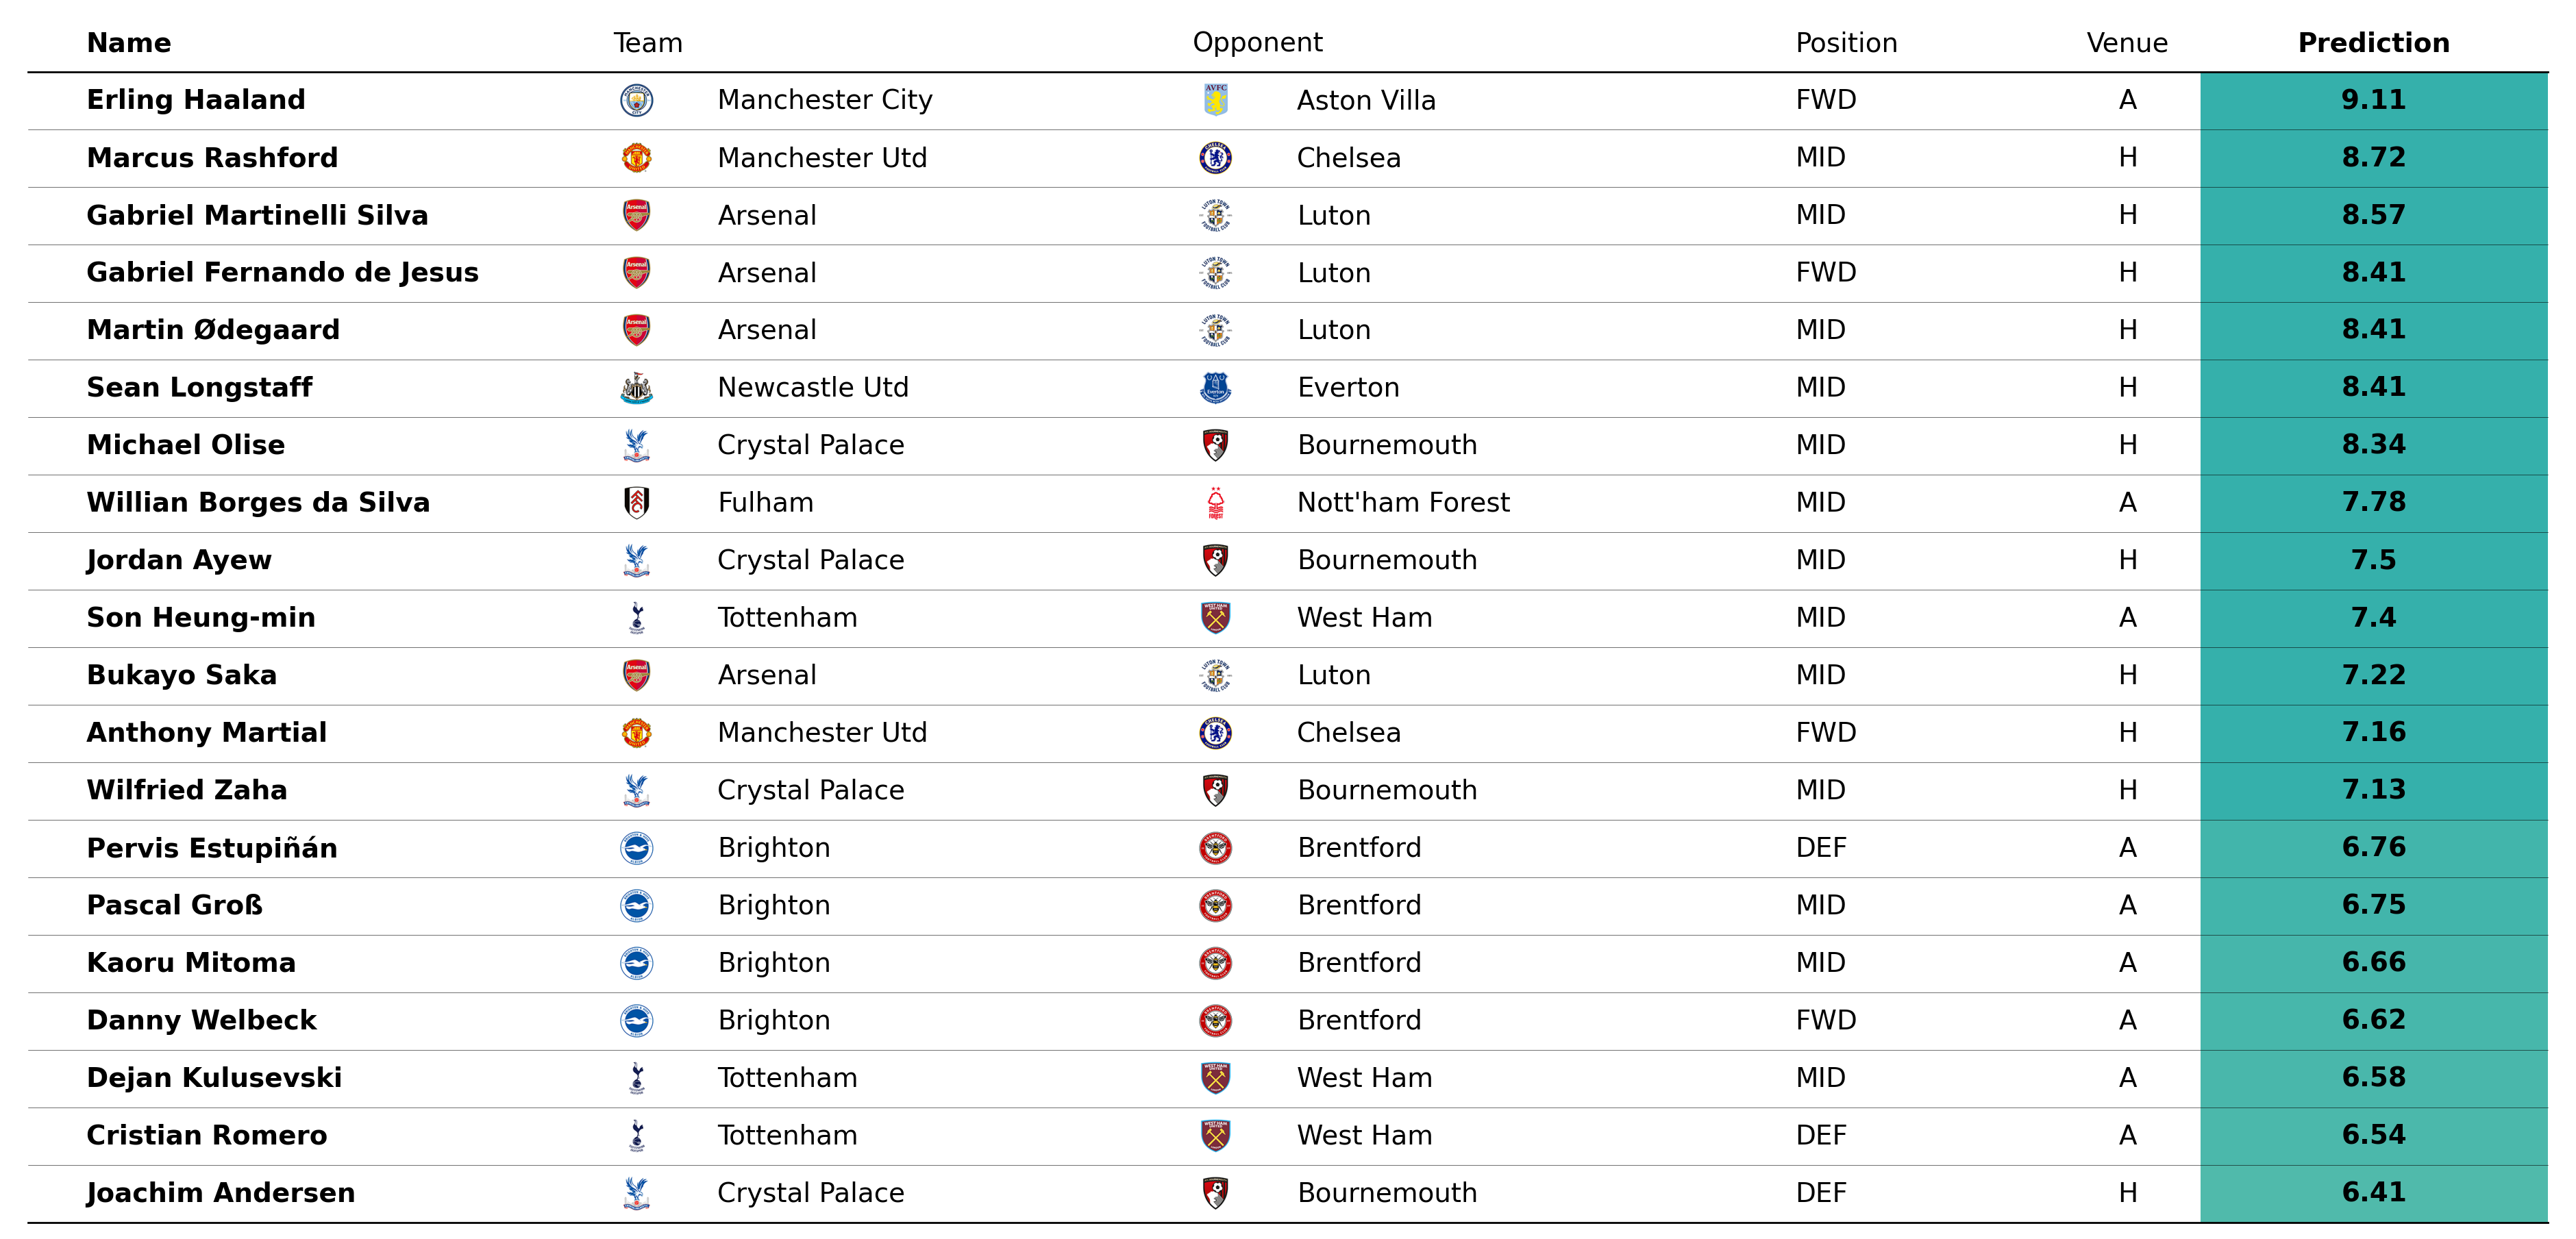 Name Team Opponent Position Venue Prediction
Erling Haaland Manchester City AVFC Aston Villa FWD A 9.11
Marcus Rashford Manchester Utd Chelsea MID H 8.72
Gabriel Martinelli Silva Arsenal Luton MID H 8.57
Gabriel Fernando de Jesus Arsenal Luton FWD H 8.41
Martin Ødegaard Arsenal Luton MID H 8.41
Sean Longstaff Newcastle Utd Everton MID H 8.41
Michael Olise Crystal Palace Bournemouth MID H 8.34
Willian Borges da Silva Fulham Nott'ham Forest MID A 7.78
Jordan Ayew Crystal Palace Bournemouth MID H 7.5
Son Heung-min Tottenham West Ham MID A 7.4
Bukayo Saka Arsenal Luton MID H 7.22
Anthony Martial Manchester Utd Chelsea FWD H 7.16
Wilfried Zaha Crystal Palace Bournemouth MID H 7.13
Pervis Estupiñán Brighton Brentford DEF A 6.76
Pascal Groß Brighton Brentford MID A 6.75
Kaoru Mitoma Brighton Brentford MID A 6.66
Danny Welbeck Brighton Brentford FWD A 6.62
Dejan Kulusevski Tottenham West Ham MID A 6.58
Cristian Romero Tottenham West Ham DEF A 6.54
Joachim Andersen Crystal Palace Bournemouth DEF H 6.41